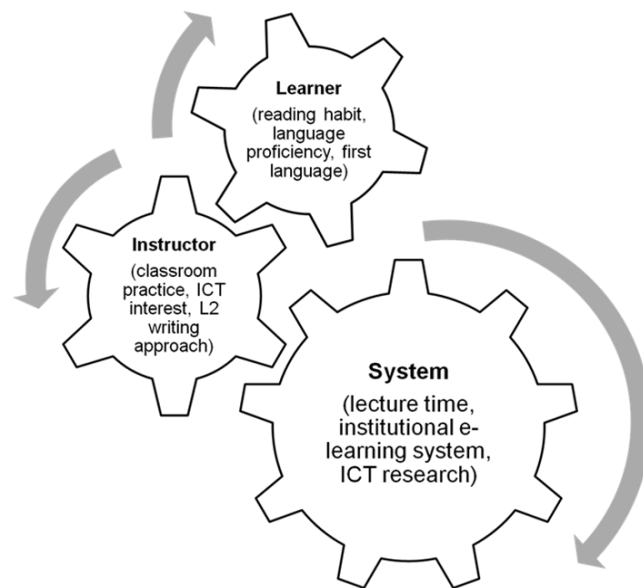 Learner
(reading habit,
language
proficiency, first
language)
Instructor
(classroom
practice, ICT
interest, L2
writing
approach)
System
(lecture time,
institutional e-
learning system,
ICT research)